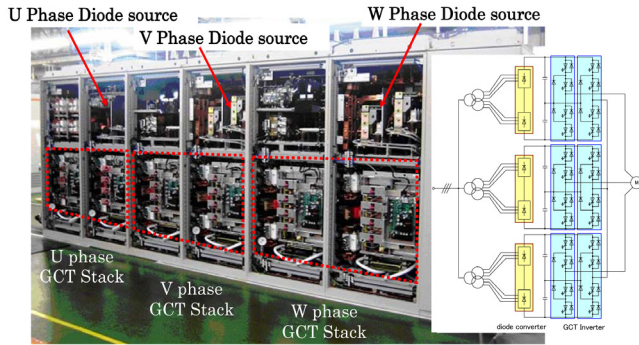 U Phase Diode source
V Phase Diode source
W Phase Diode source
U phase
GCT Stack
V phase
GCT Stack
W phase
GCT Stack
M
diode converter
GCT Inverter